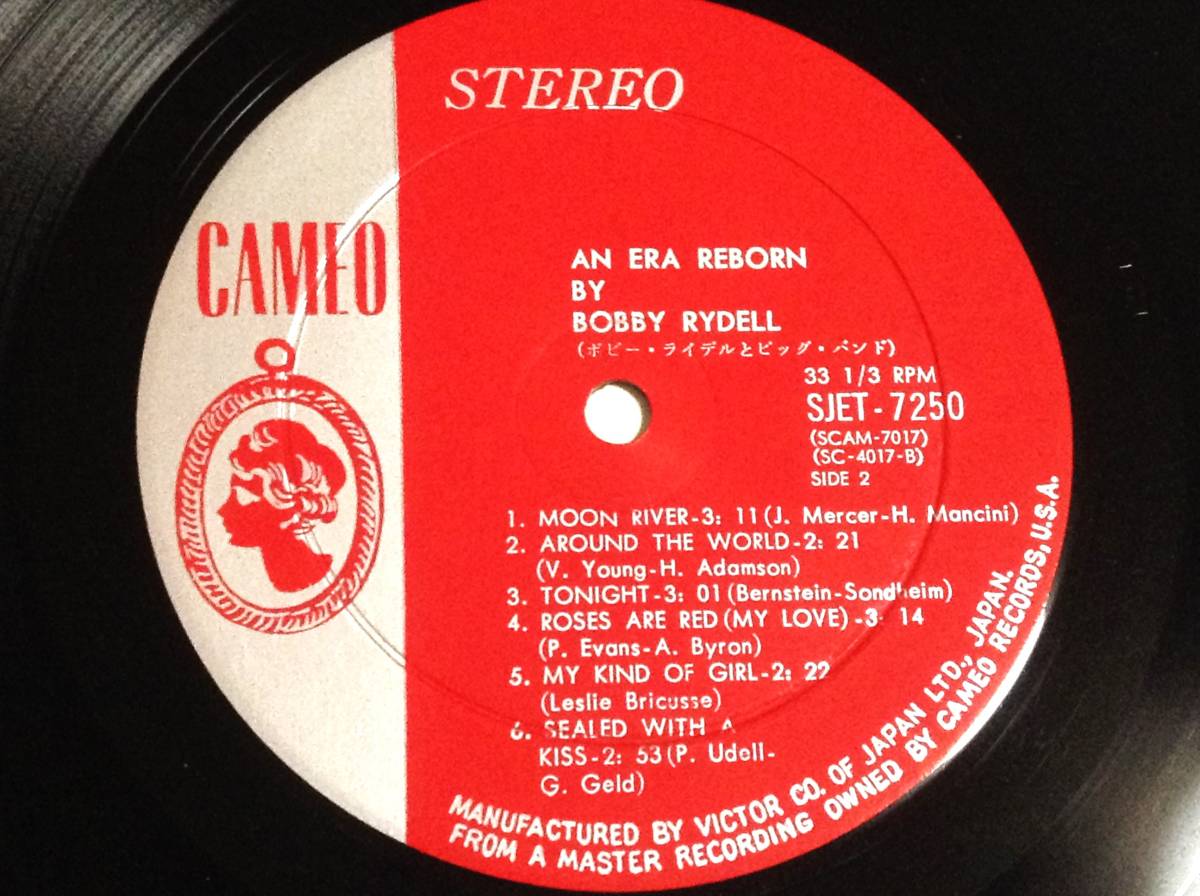 STEREO
CAMEO
AN ERA REBORN
BY
BOBBY RYDELL
(ボビー・ライデルとビッグ・バンド)
33 1/3 RPM
SJET-7250
(SCAM-7017)
(SC-4017-B)
SIDE 2
1. MOON RIVER-3: 11(J. Mercer-H. Mancini)
2. AROUND THE WORLD-2: 21
(V. Young-H. Adamson)
3. TONIGHT-3: 01(Bernstein-Sondheim)
4. ROSES ARE RED(MY LOVE)-3: 14
(P. Evans-A. Byron)
5. MY KIND OF GIRL-2: 22
(Leslie Bricusse)
6. SEALED WITH A
KISS-2: 53(P. Udell-
G. Geld)
MANUFACTURED BY VICTOR CO. OF JAPAN LTD., JAPAN.
FROM A MASTER RECORDING OWNED BY CAMEO RECORDS, U.S.A.